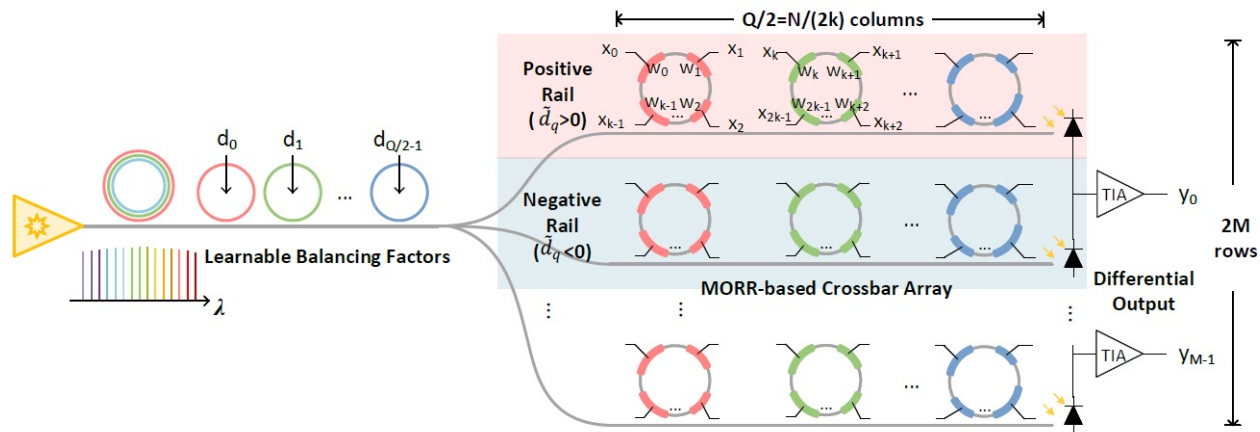 Q/2=N/(2k) columns
Positive
Rail
(d̃q>0)
x0 x1 xk xk+1
W0 W1 Wk Wk+1
Wk-1 W2 W2k-1 Wk+2
... ...
xk-1 x2 x2k-1 xk+2
...
d0 d1 dQ/2-1
...
Learnable Balancing Factors
λ
Negative
Rail
(d̃q<0)
... ... ...
...
MORR-based Crossbar Array
TIA y0
2M
rows
Differential
Output
⋮ ⋮ ⋮
TIA yM-1
... ... ...
...